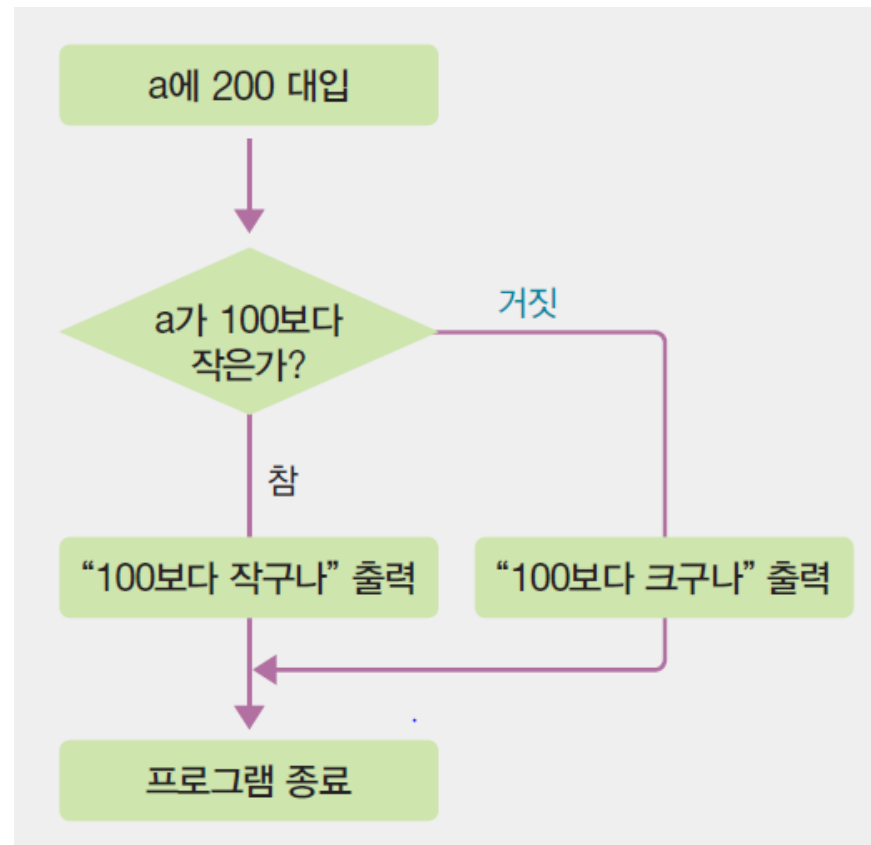 a에 200 대입
a가 100보다
작은가?
거짓
참
“100보다 작구나” 출력
“100보다 크구나” 출력
프로그램 종료